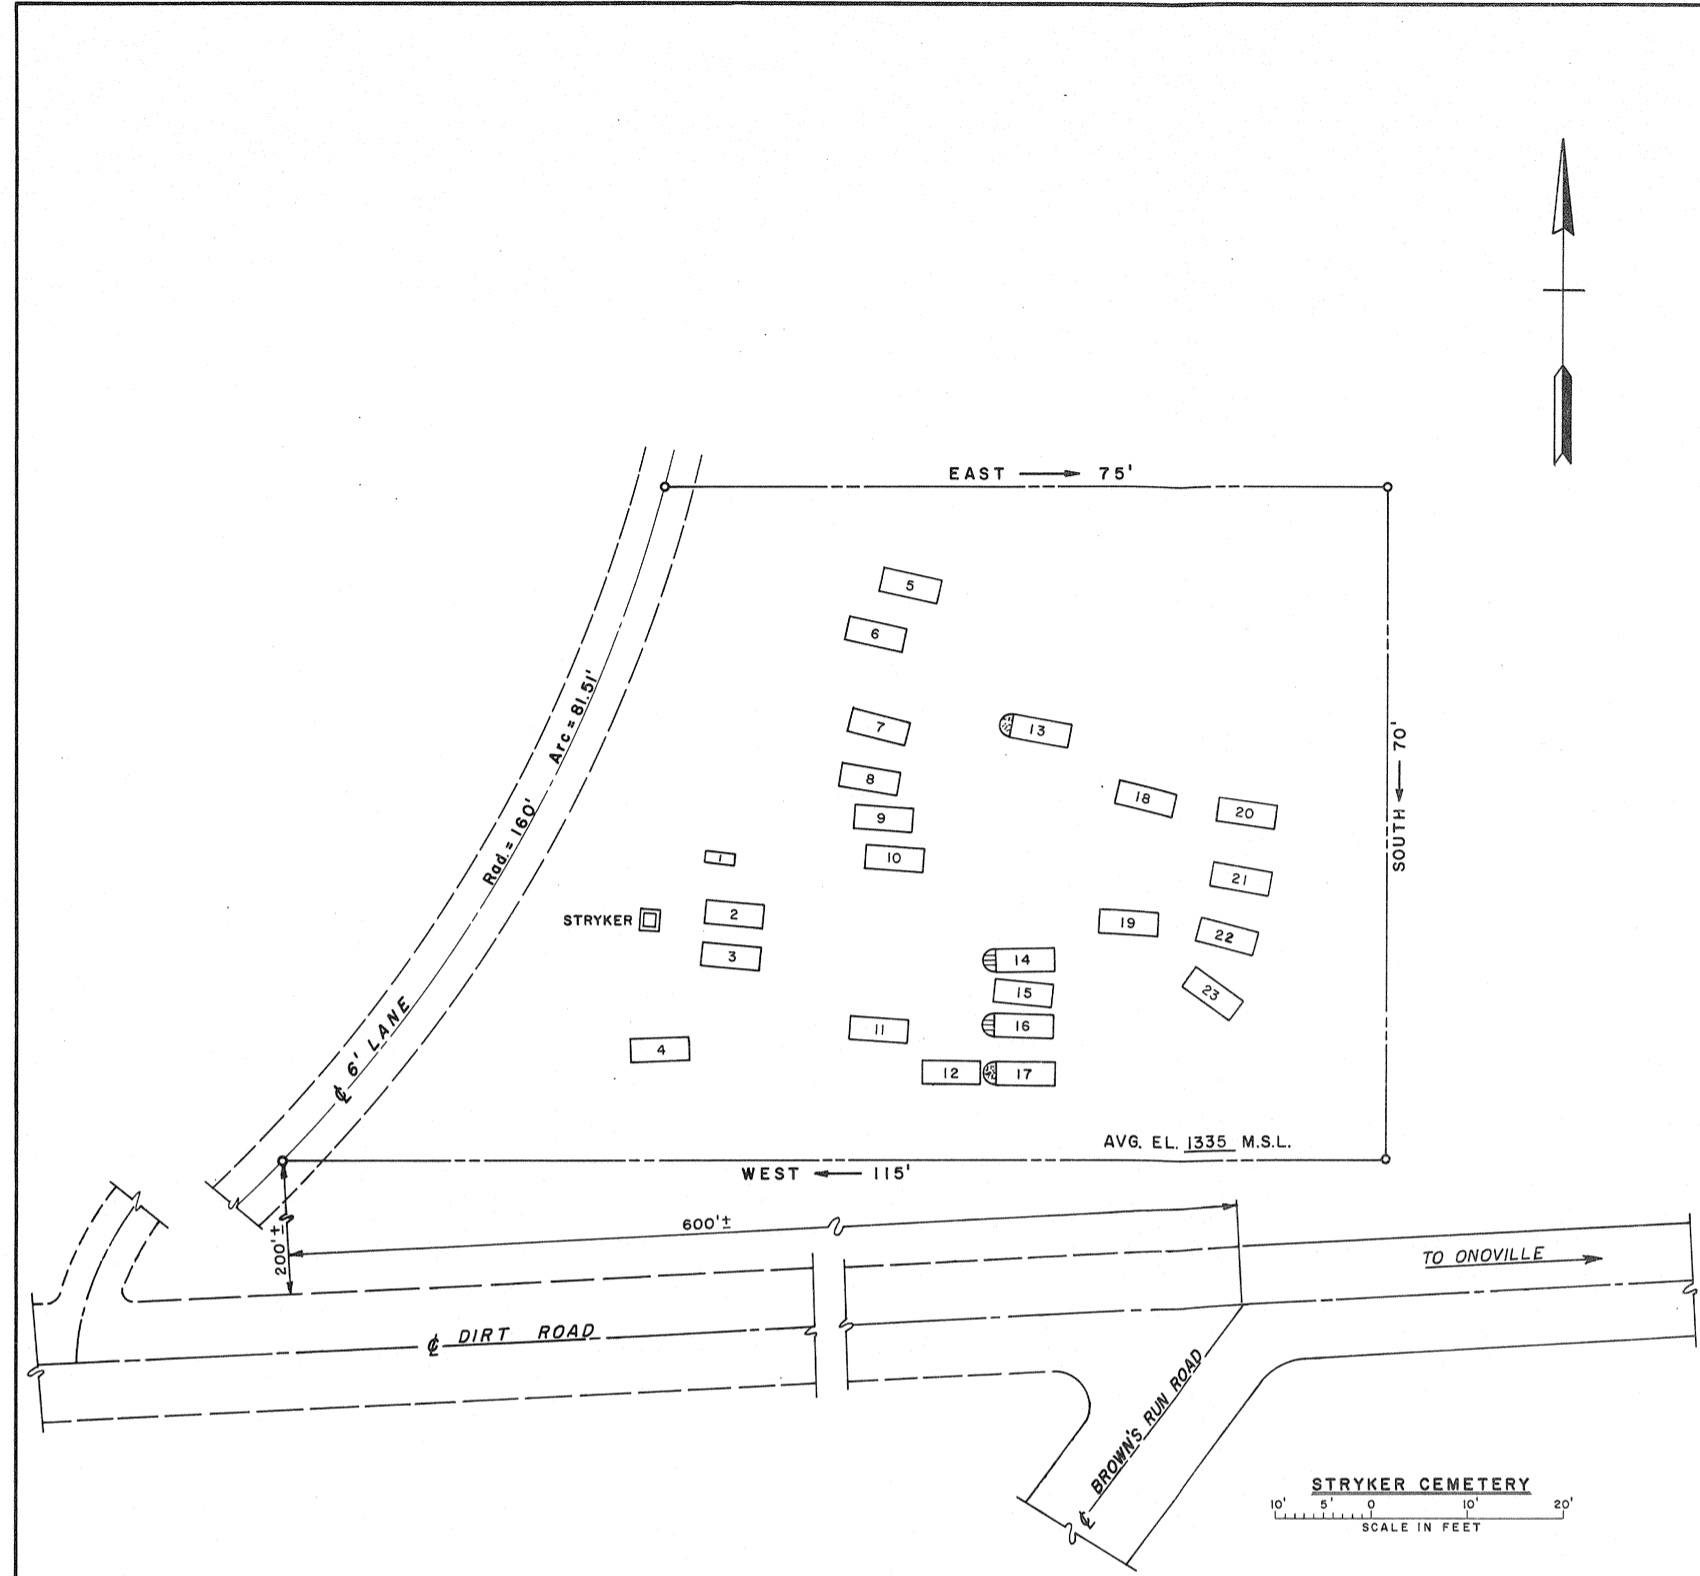 EAST 75'
5
6
Arc = 81.51'
7
13
SOUTH 70'
8
18
20
9
Rad. = 160'
1
10
21
STRYKER
2
19
22
3
14
23
15
℄ 6' LANE
11
16
4
12
17
AVG. EL. 1335 M.S.L.
WEST 115'
600'±
200'±
TO ONOVILLE
℄ DIRT ROAD
℄ BROWN'S RUN ROAD
STRYKER CEMETERY
10' 5' 0 10' 20'
SCALE IN FEET